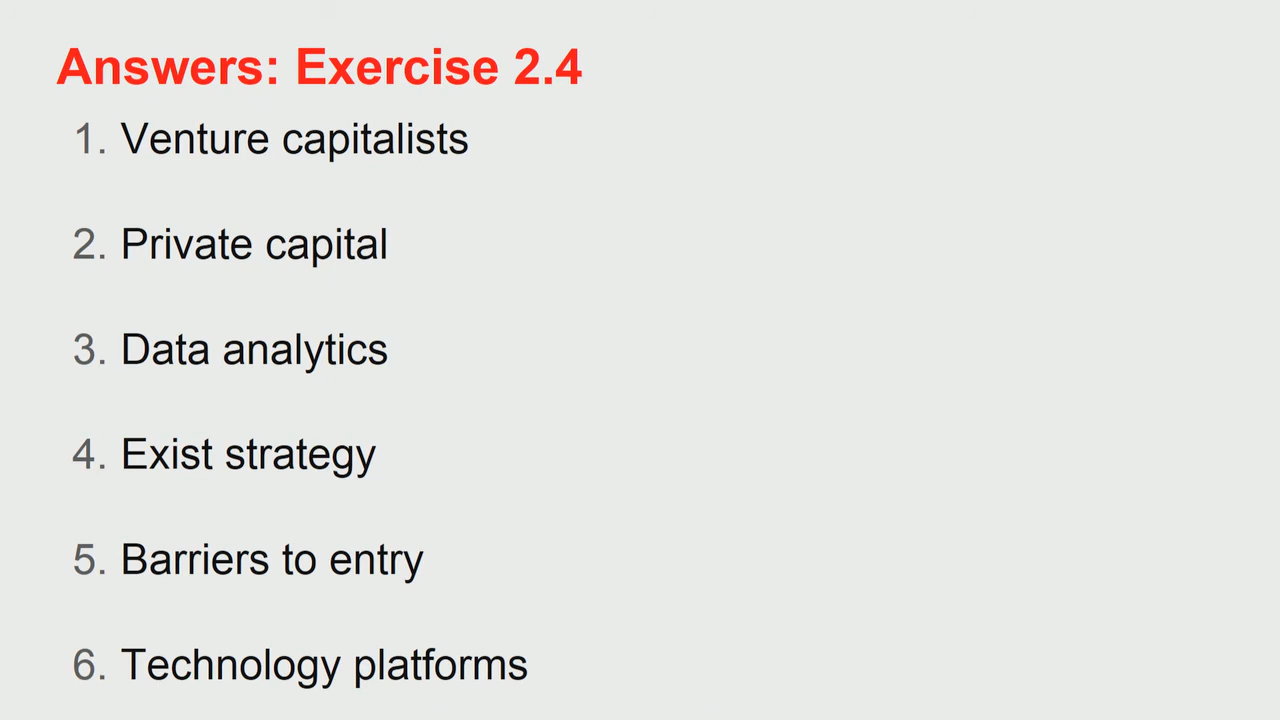 Answers: Exercise 2.4
1. Venture capitalists
2. Private capital
3. Data analytics
4. Exist strategy
5. Barriers to entry
6. Technology platforms